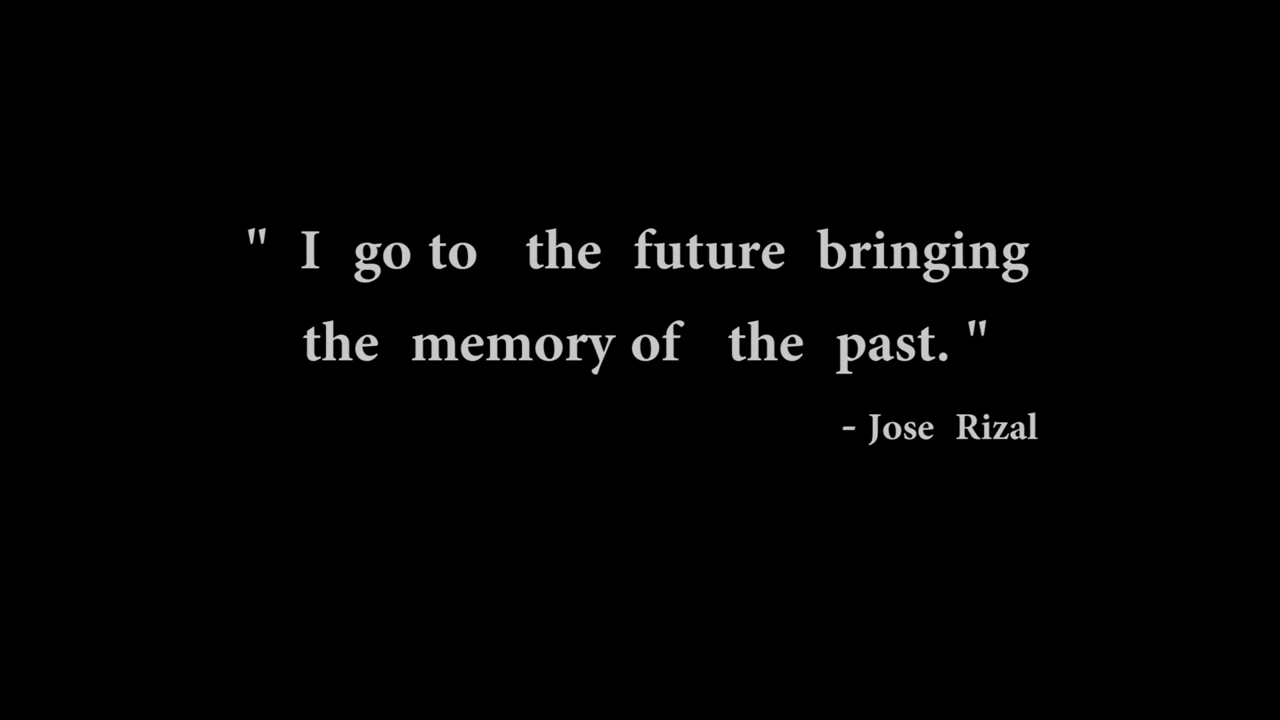 " I go to the future bringing
the memory of the past. "
- Jose Rizal